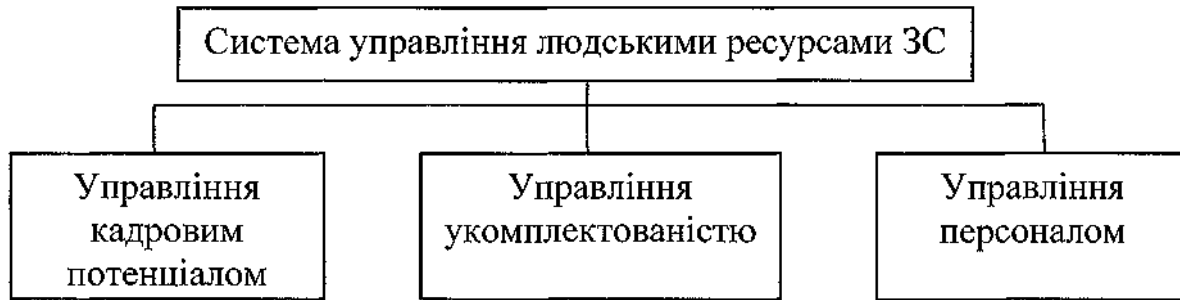 Система управління людськими ресурсами ЗС
Управління
кадровим
потенціалом
Управління
укомплектованістю
Управління
персоналом